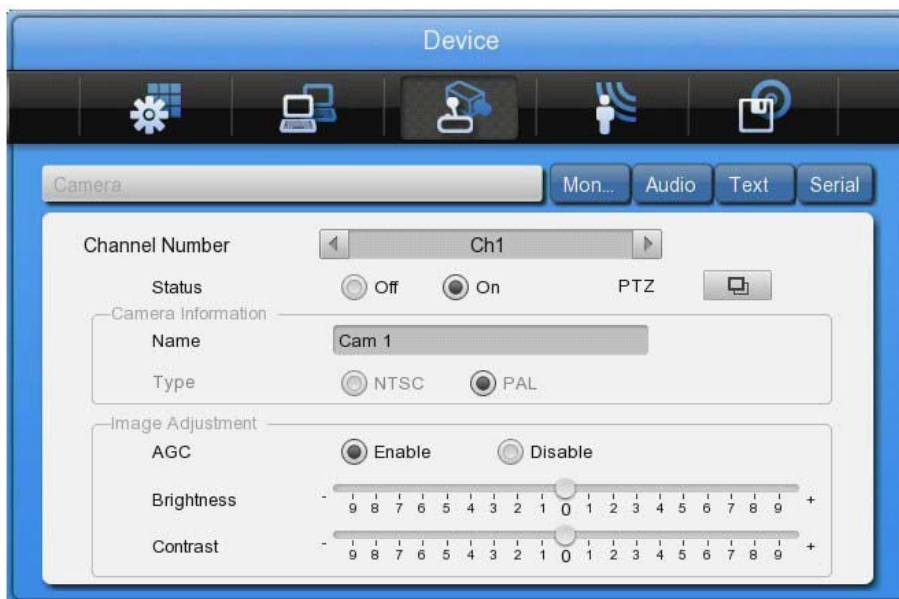 Device
Camera Mon... Audio Text Serial
Channel Number Ch1
Status Off On PTZ
Camera Information
Name Cam 1
Type NTSC PAL
Image Adjustment
AGC Enable Disable
Brightness - 9 8 7 6 5 4 3 2 1 0 1 2 3 4 5 6 7 8 9 +
Contrast - 9 8 7 6 5 4 3 2 1 0 1 2 3 4 5 6 7 8 9 +